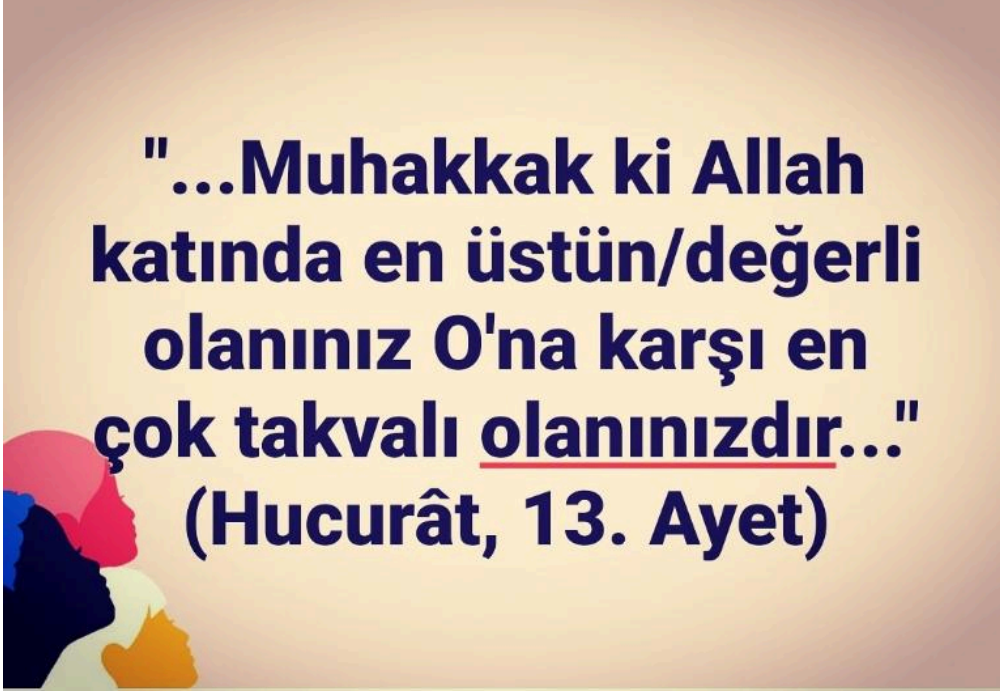 "...Muhakkak ki Allah
katında en üstün/değerli
olanınız O'na karşı en
çok takvalı olanınızdır..."
(Hucurât, 13. Ayet)